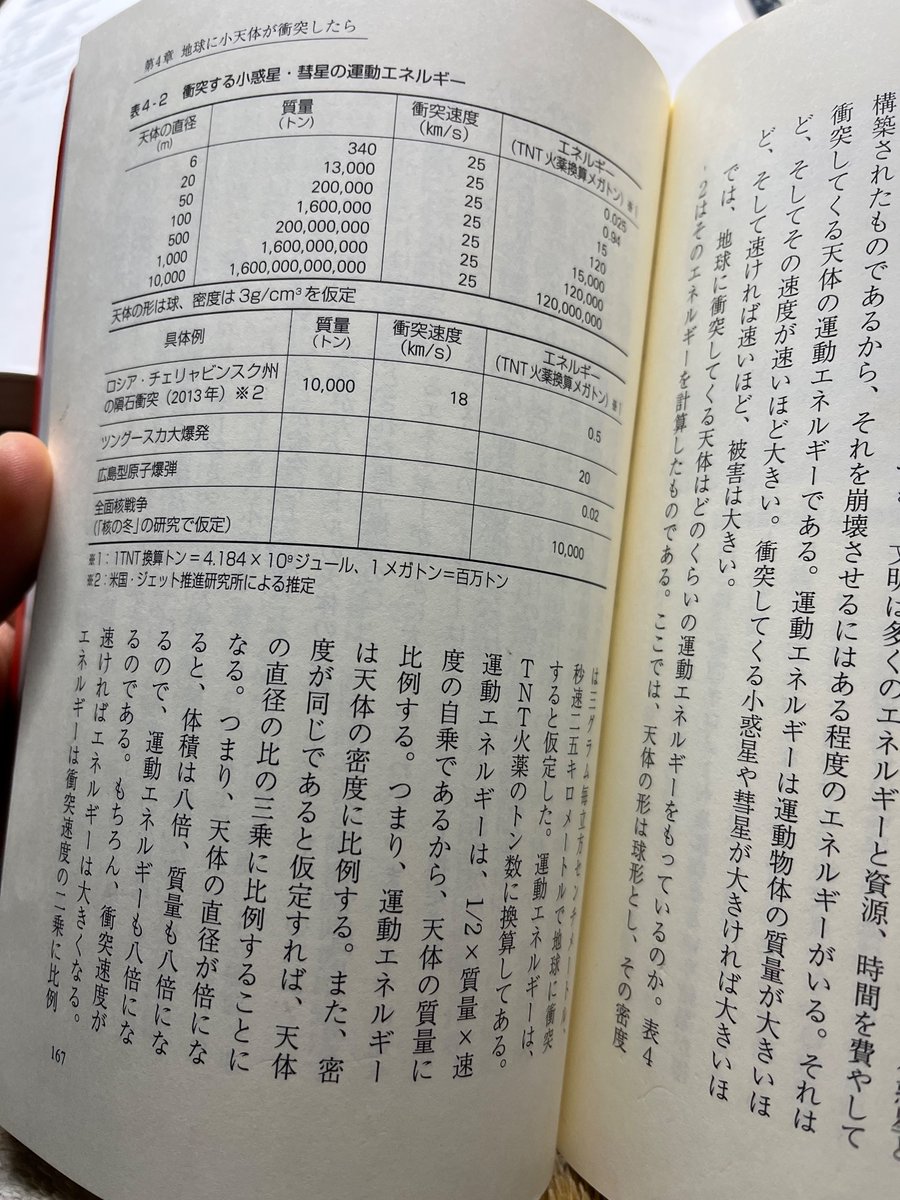 惑星と
文明は多くのエネルギーと資源、時間を費やして
構築されたものであるから、それを崩壊させるにはある程度のエネルギーがいる。それは
衝突してくる天体の運動エネルギーである。運動エネルギーは運動物体の質量が大きいほ
ど、そしてその速度が速いほど大きい。衝突してくる小惑星や彗星が大きければ大きいほ
ど、そして速ければ速いほど、被害は大きい。
では、地球に衝突してくる天体はどのくらいの運動エネルギーをもっているのか。表4
-2はそのエネルギーを計算したものである。ここでは、天体の形は球形とし、その密度
第4章 地球に小天体が衝突したら
表4-2 衝突する小惑星・彗星の運動エネルギー
天体の直径(m) 質量(トン) 衝突速度(km/s) エネルギー(TNT火薬換算メガトン)※1
6 340 25 0.025
20 13,000 25 0.94
50 200,000 25 15
100 1,600,000 25 120
500 200,000,000 25 15,000
1,000 1,600,000,000 25 120,000
10,000 1,600,000,000,000 25 120,000,000
天体の形は球、密度は3g/cm³を仮定
具体例 質量(トン) 衝突速度(km/s) エネルギー(TNT火薬換算メガトン)※1
ロシア・チェリャビンスク州
の隕石衝突(2013年)※2 10,000 18 0.5
ツングースカ大爆発 20
広島型原子爆弾 0.02
全面核戦争
(「核の冬」の研究で仮定) 10,000
※1:1TNT換算トン=4.184×10⁹ジュール、1メガトン=百万トン
※2:米国・ジェット推進研究所による推定
は三グラム毎立方センチメートル、
秒速二五キロメートルで地球に衝突
すると仮定した。運動エネルギーは、
TNT火薬のトン数に換算してある。
運動エネルギーは、1/2×質量×速
度の自乗であるから、天体の質量に
比例する。つまり、運動エネルギー
は天体の密度に比例する。また、密
度が同じであると仮定すれば、天体
の直径の比の三乗に比例することに
なる。つまり、天体の直径が倍にな
ると、体積は八倍、質量も八倍にな
るので、運動エネルギーも八倍にな
るのである。もちろん、衝突速度が
速ければエネルギーは大きくなる。
エネルギーは衝突速度の二乗に比例
167